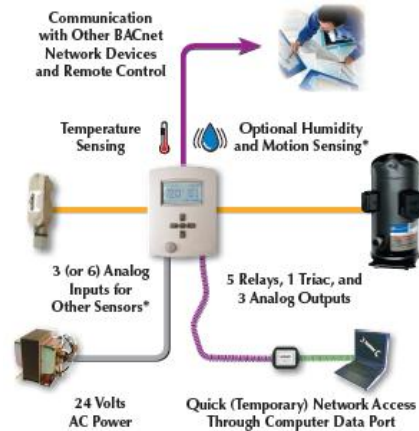 Communication
with Other BACnet
Network Devices
and Remote Control
Temperature
Sensing
Optional Humidity
and Motion Sensing*
3 (or 6) Analog
Inputs for
Other Sensors*
5 Relays, 1 Triac, and
3 Analog Outputs
24 Volts
AC Power
Quick (Temporary) Network Access
Through Computer Data Port